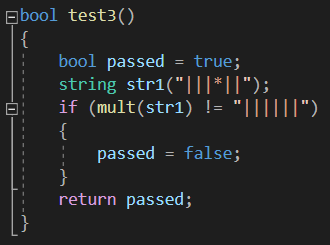 bool test3()
{
bool passed = true;
string str1("|||*||");
if (mult(str1) != "||||||")
{
passed = false;
}
return passed;
}